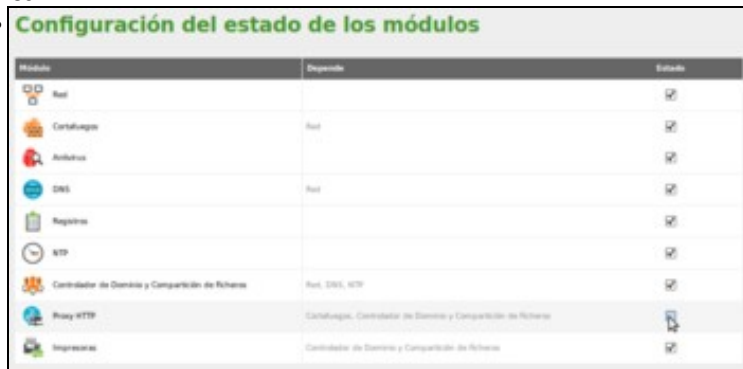 Configuración del estado de los módulos
Módulo Depende Estado
Red
Cortafuegos Red
Antivirus
DNS Red
Registros
NTP
Controlador de Dominio y Compartición de ficheros Red, DNS, NTP
Proxy HTTP Cortafuegos, Controlador de Dominio y Compartición de ficheros
Impresoras Controlador de Dominio y Compartición de ficheros